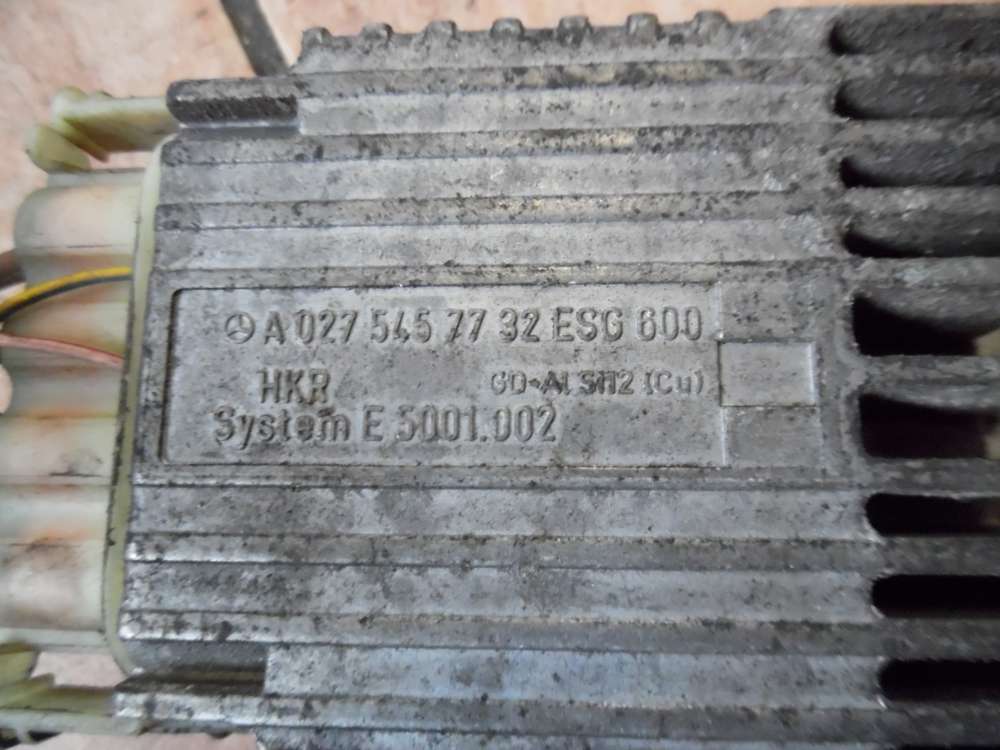 A 027 545 77 32 ESG 600
HKR GD-AL SI12 (Cu)
System E 5001.002